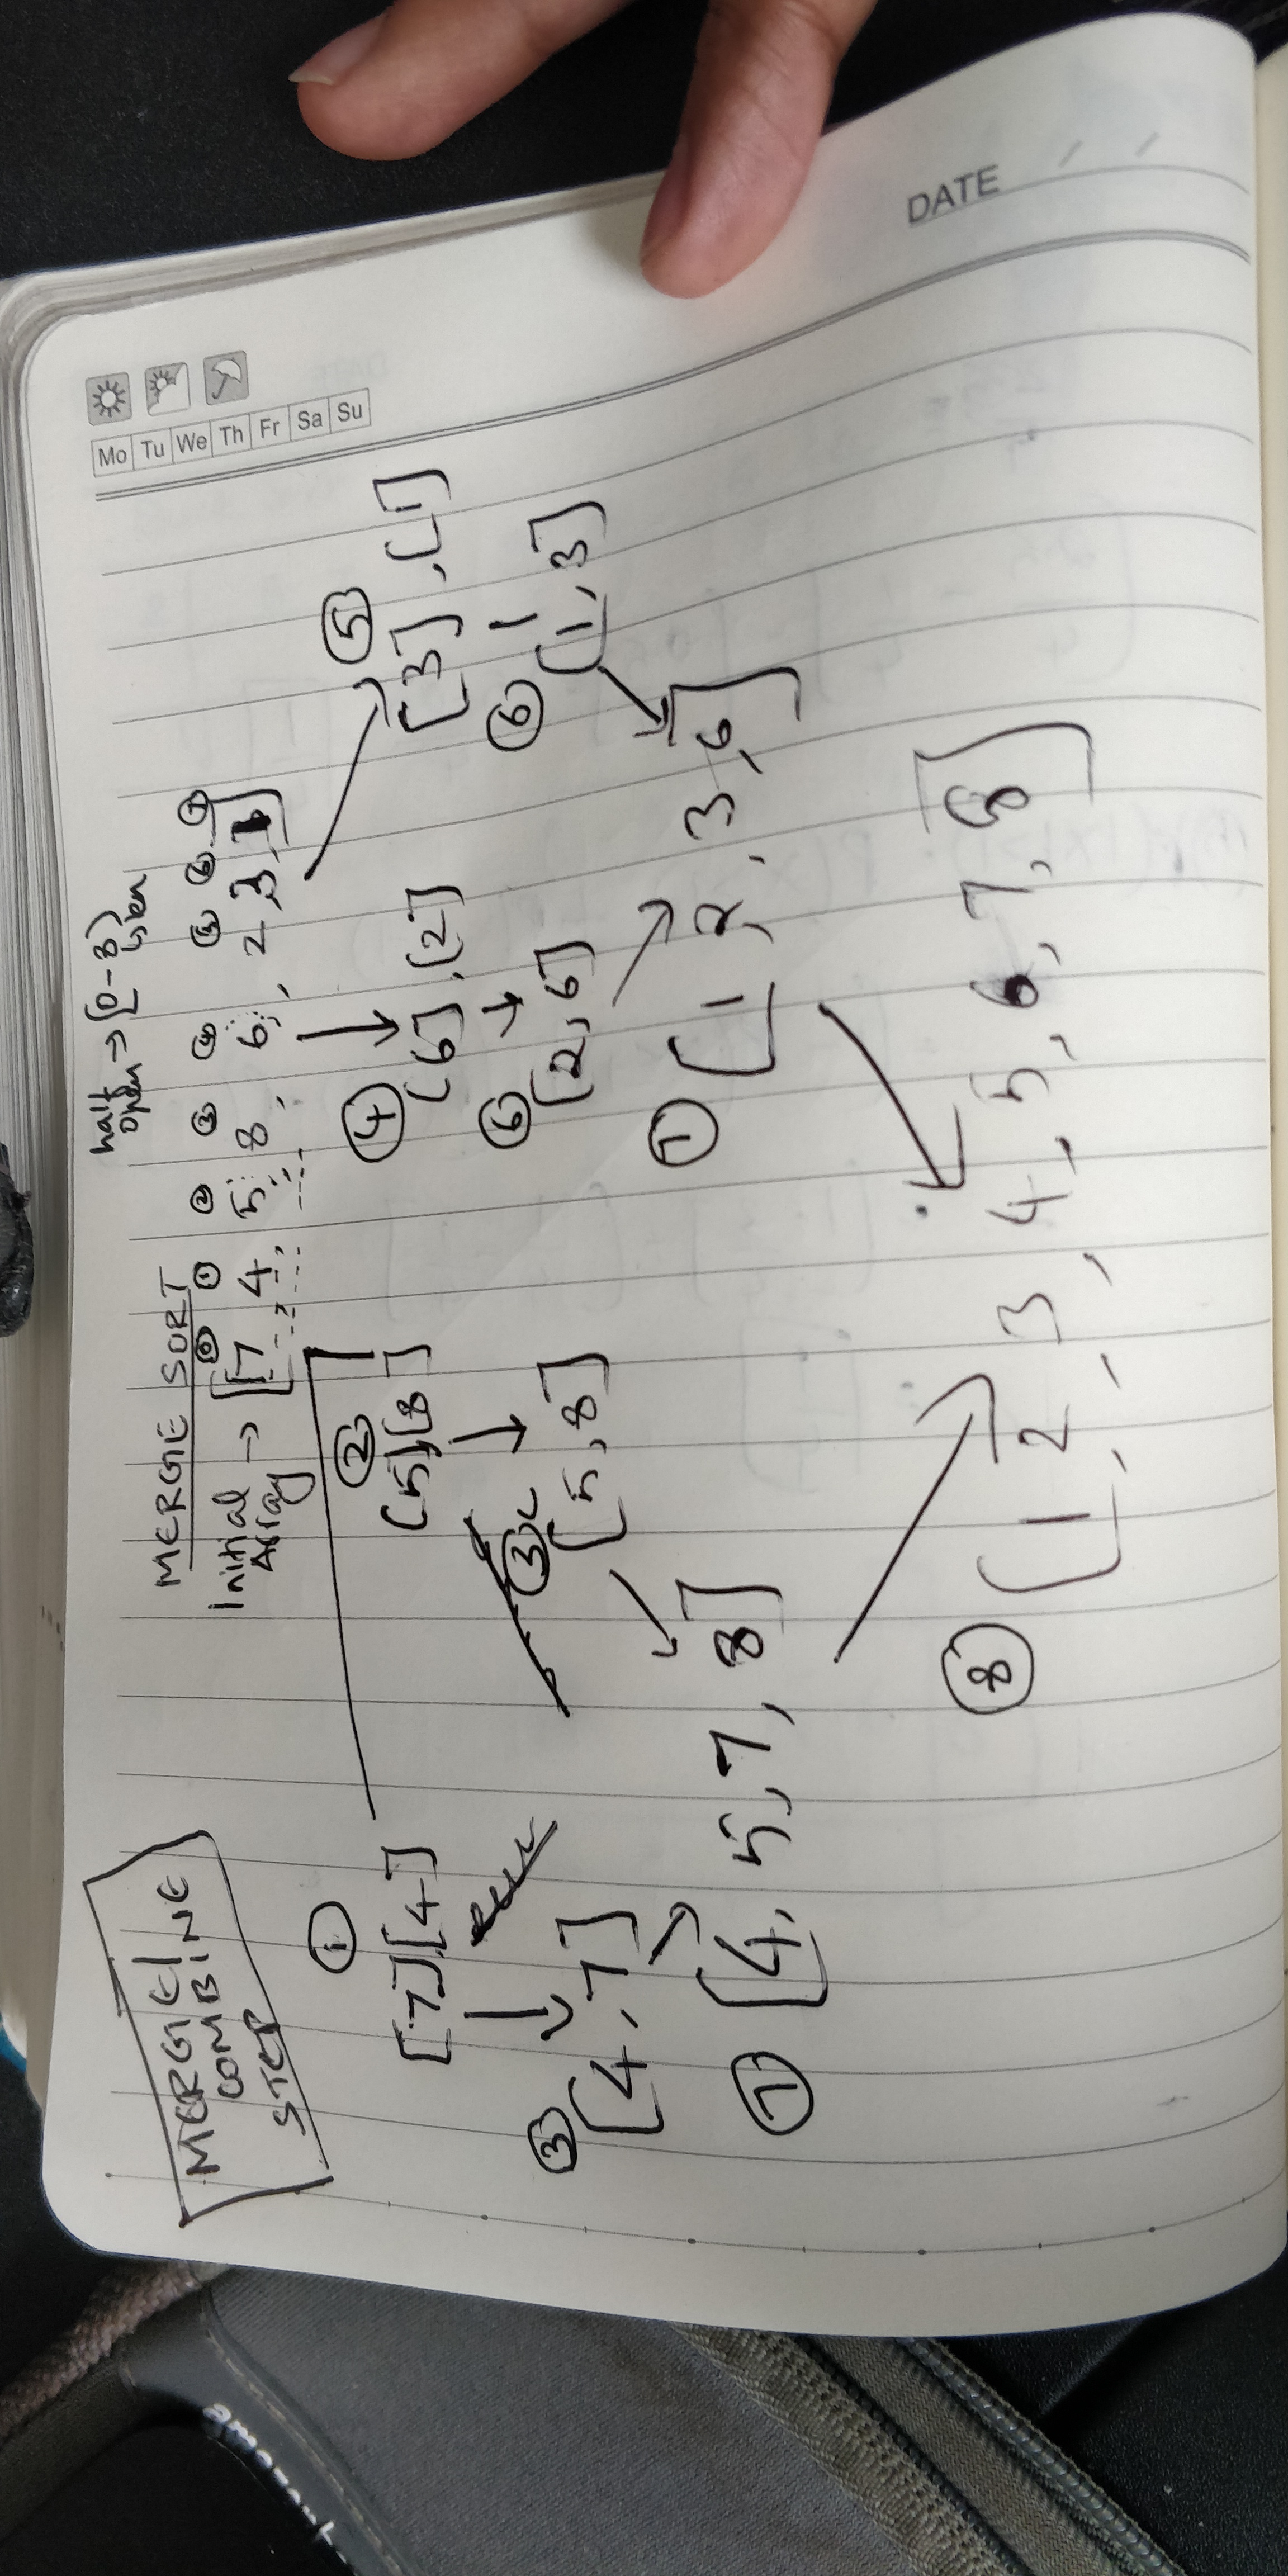 MERGE/
COMBINE
STEP
MERGE SORT
half open → [0-8)
↳ len
0 1 2 3 4 5 6 7
Initial Array → [7 4, 5, 8, 6, 2, 3, 1]
① ② ④ ⑤
[7][4] [5],[8] [6],[2] [3],[1]
③ ③ ⑥ ⑥
[4,7] [5,8] [2,6] [1,3]
⑦ [4,5,7,8] ⑦ [1,2,3,6]
⑧ [1,2,3,4,5,6,7,8]
Mo Tu We Th Fr Sa Su
DATE / /
amazon